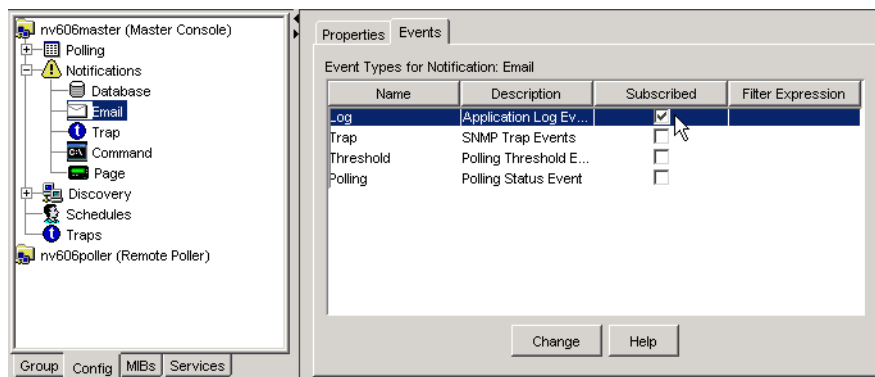 nv606master (Master Console)
Polling
Notifications
Database
Email
Trap
Command
Page
Discovery
Schedules
Traps
nv606poller (Remote Poller)
Group Config MIBs Services
Properties Events
Event Types for Notification: Email
Name Description Subscribed Filter Expression
Log Application Log Ev...
Trap SNMP Trap Events
Threshold Polling Threshold E...
Polling Polling Status Event
Change Help